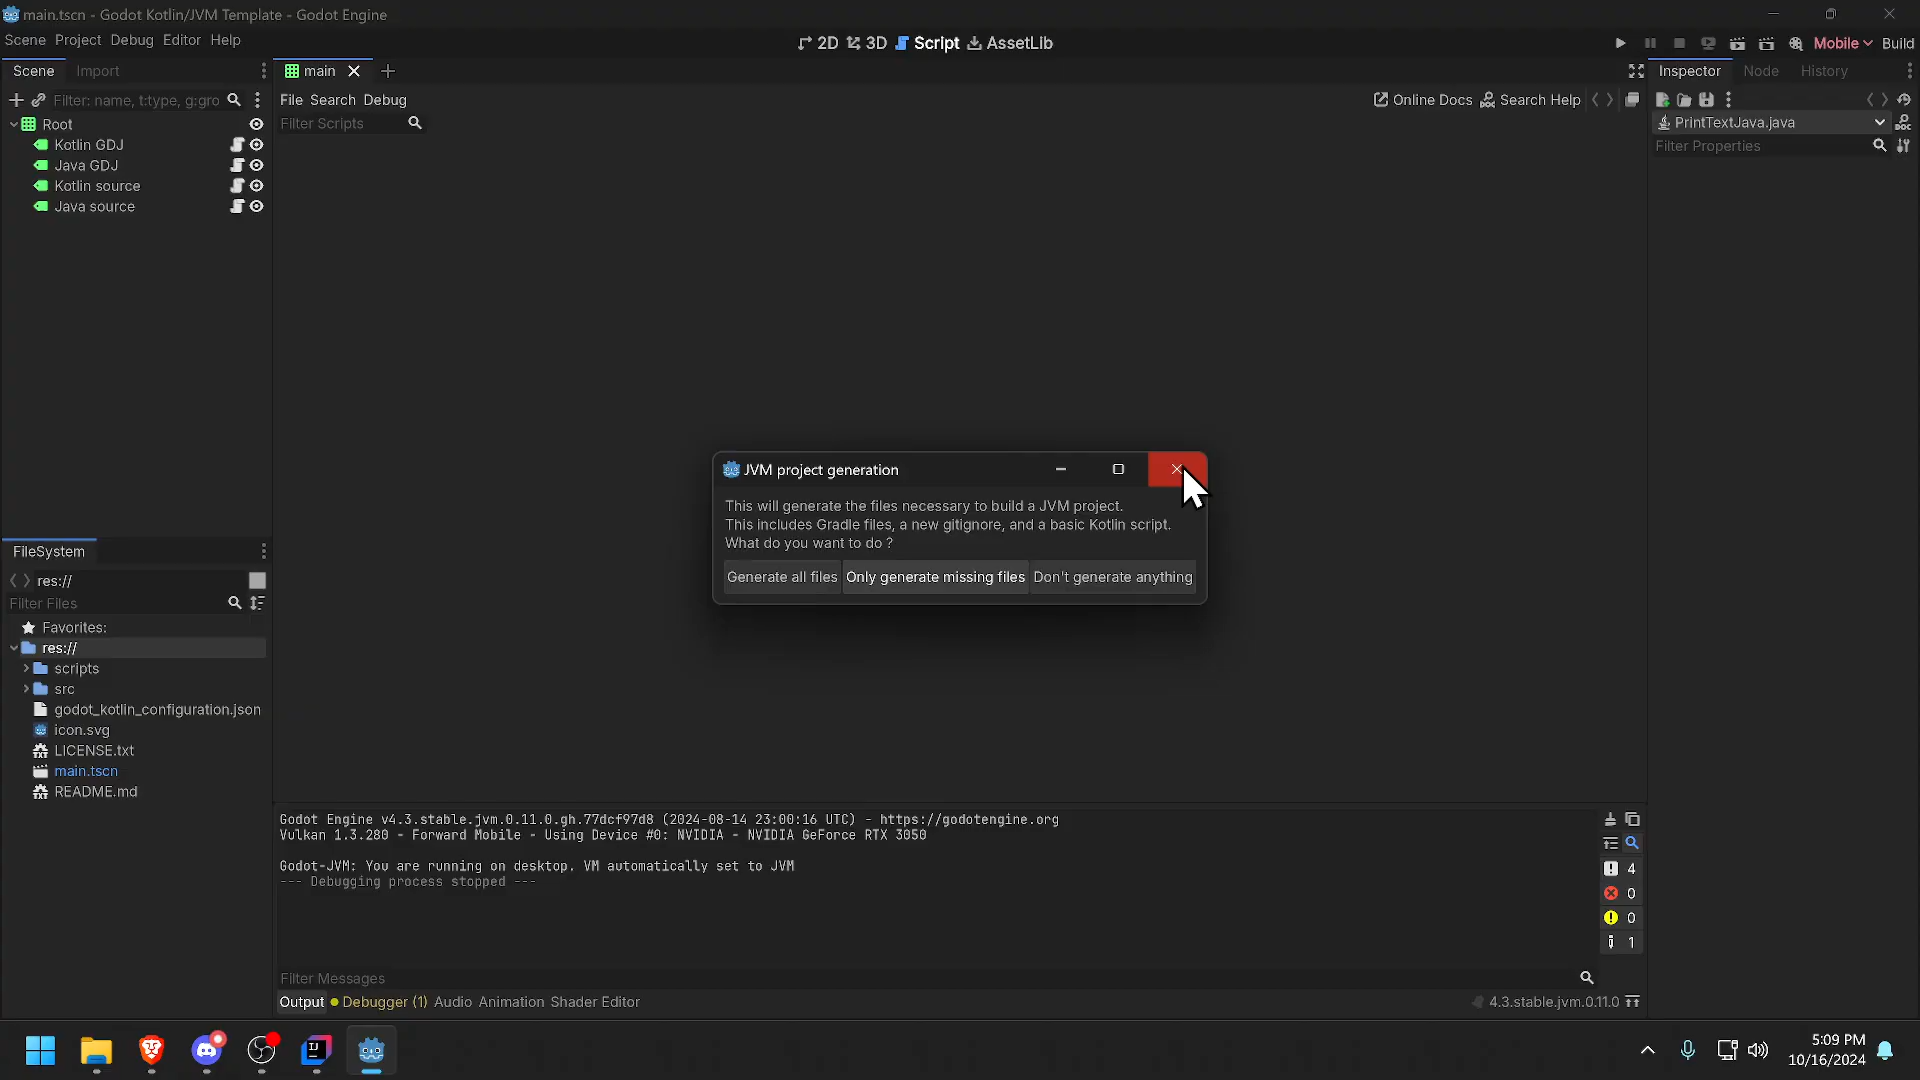 main.tscn - Godot Kotlin/JVM Template - Godot Engine
Scene Project Debug Editor Help
2D 3D Script AssetLib
Mobile Build
Scene Import
main
Inspector Node History
Filter: name, t:type, g:gro
File Search Debug
Online Docs Search Help
Root
Filter Scripts
PrintTextJava.java
DOC
Kotlin GDJ
Filter Properties
Java GDJ
Kotlin source
Java source
JVM project generation
This will generate the files necessary to build a JVM project.
This includes Gradle files, a new gitignore, and a basic Kotlin script.
What do you want to do ?
Generate all files Only generate missing files Don't generate anything
FileSystem
res://
Filter Files
Favorites:
res://
scripts
src
godot_kotlin_configuration.json
icon.svg
LICENSE.txt
main.tscn
README.md
Godot Engine v4.3.stable.jvm.0.11.0.gh.77dcf97d8 (2024-08-14 23:00:16 UTC) - https://godotengine.org
Vulkan 1.3.280 - Forward Mobile - Using Device #0: NVIDIA - NVIDIA GeForce RTX 3050
Godot-JVM: You are running on desktop. VM automatically set to JVM
--- Debugging process stopped ---
4
0
0
1
Filter Messages
Output Debugger (1) Audio Animation Shader Editor
4.3.stable.jvm.0.11.0
IJ
5:09 PM
10/16/2024